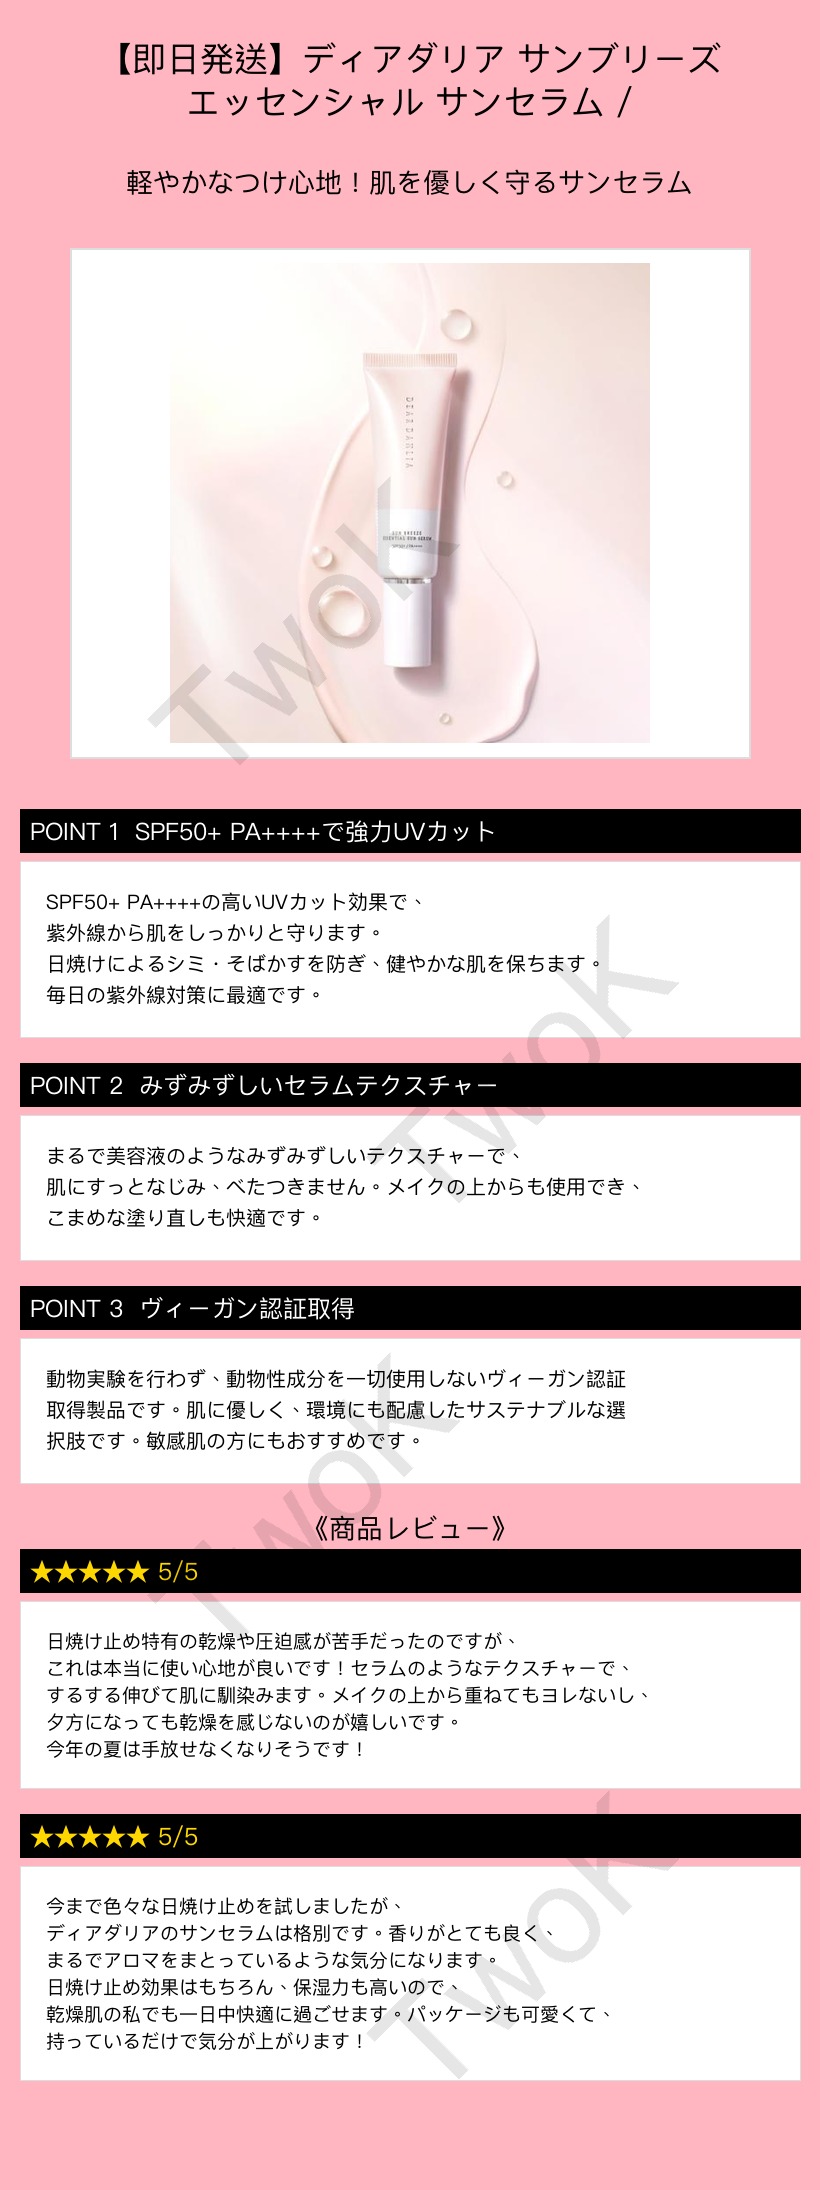 【即日発送】ディアダリア サンブリーズ
エッセンシャル サンセラム /
軽やかなつけ心地！肌を優しく守るサンセラム
DEAR DAHLIA
SUN BREEZE
ESSENTIAL SUN SERUM
TwoK
POINT 1 SPF50+ PA++++で強力UVカット
SPF50+ PA++++の高いUVカット効果で、
紫外線から肌をしっかりと守ります。
日焼けによるシミ・そばかすを防ぎ、健やかな肌を保ちます。
毎日の紫外線対策に最適です。
TwoK
POINT 2 みずみずしいセラムテクスチャー
まるで美容液のようなみずみずしいテクスチャーで、
肌にすっとなじみ、べたつきません。メイクの上からも使用でき、
こまめな塗り直しも快適です。
POINT 3 ヴィーガン認証取得
動物実験を行わず、動物性成分を一切使用しないヴィーガン認証
取得製品です。肌に優しく、環境にも配慮したサステナブルな選
択肢です。敏感肌の方にもおすすめです。
TwoK
《商品レビュー》
★★★★★ 5/5
日焼け止め特有の乾燥や圧迫感が苦手だったのですが、
これは本当に使い心地が良いです！セラムのようなテクスチャーで、
するする伸びて肌に馴染みます。メイクの上から重ねてもヨレないし、
夕方になっても乾燥を感じないのが嬉しいです。
今年の夏は手放せなくなりそうです！
★★★★★ 5/5
今まで色々な日焼け止めを試しましたが、
ディアダリアのサンセラムは格別です。香りがとても良く、
まるでアロマをまとっているような気分になります。
日焼け止め効果はもちろん、保湿力も高いので、
乾燥肌の私でも一日中快適に過ごせます。パッケージも可愛くて、
持っているだけで気分が上がります！
TwoK